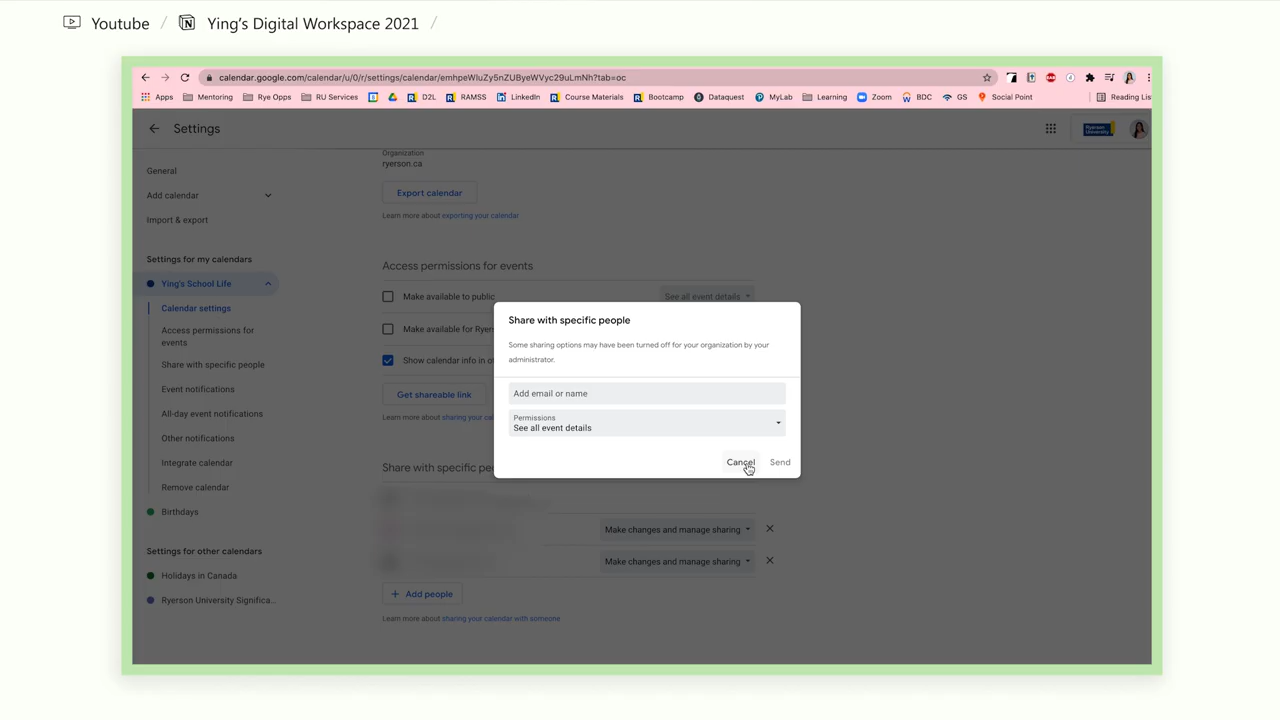 Youtube / Ying's Digital Workspace 2021 /
calendar.google.com/calendar/u/0/r/settings/calendar/emhpeWluZy5nZUByeWVyc29uLmNh?tab=oc
Apps Mentoring Rye Opps RU Services D2L RAMSS LinkedIn Course Materials Bootcamp Dataquest MyLab Learning Zoom BDC GS Social Point Reading Lis
Settings
Ryerson University
Organization
ryerson.ca
General
Export calendar
Add calendar
Learn more about exporting your calendar
Import & export
Settings for my calendars
Access permissions for events
Ying's School Life
Make available to public See all event details
Calendar settings
Make available for Ryer
Access permissions for
events
Show calendar info in ot
Share with specific people
Get shareable link
Event notifications
Learn more about sharing your cal
All-day event notifications
Other notifications
Integrate calendar
Share with specific peo
Remove calendar
Birthdays
Make changes and manage sharing
Settings for other calendars
Make changes and manage sharing
Holidays in Canada
+ Add people
Ryerson University Significa...
Learn more about sharing your calendar with someone
Share with specific people
Some sharing options may have been turned off for your organization by your
administrator.
Add email or name
Permissions
See all event details
Cancel Send